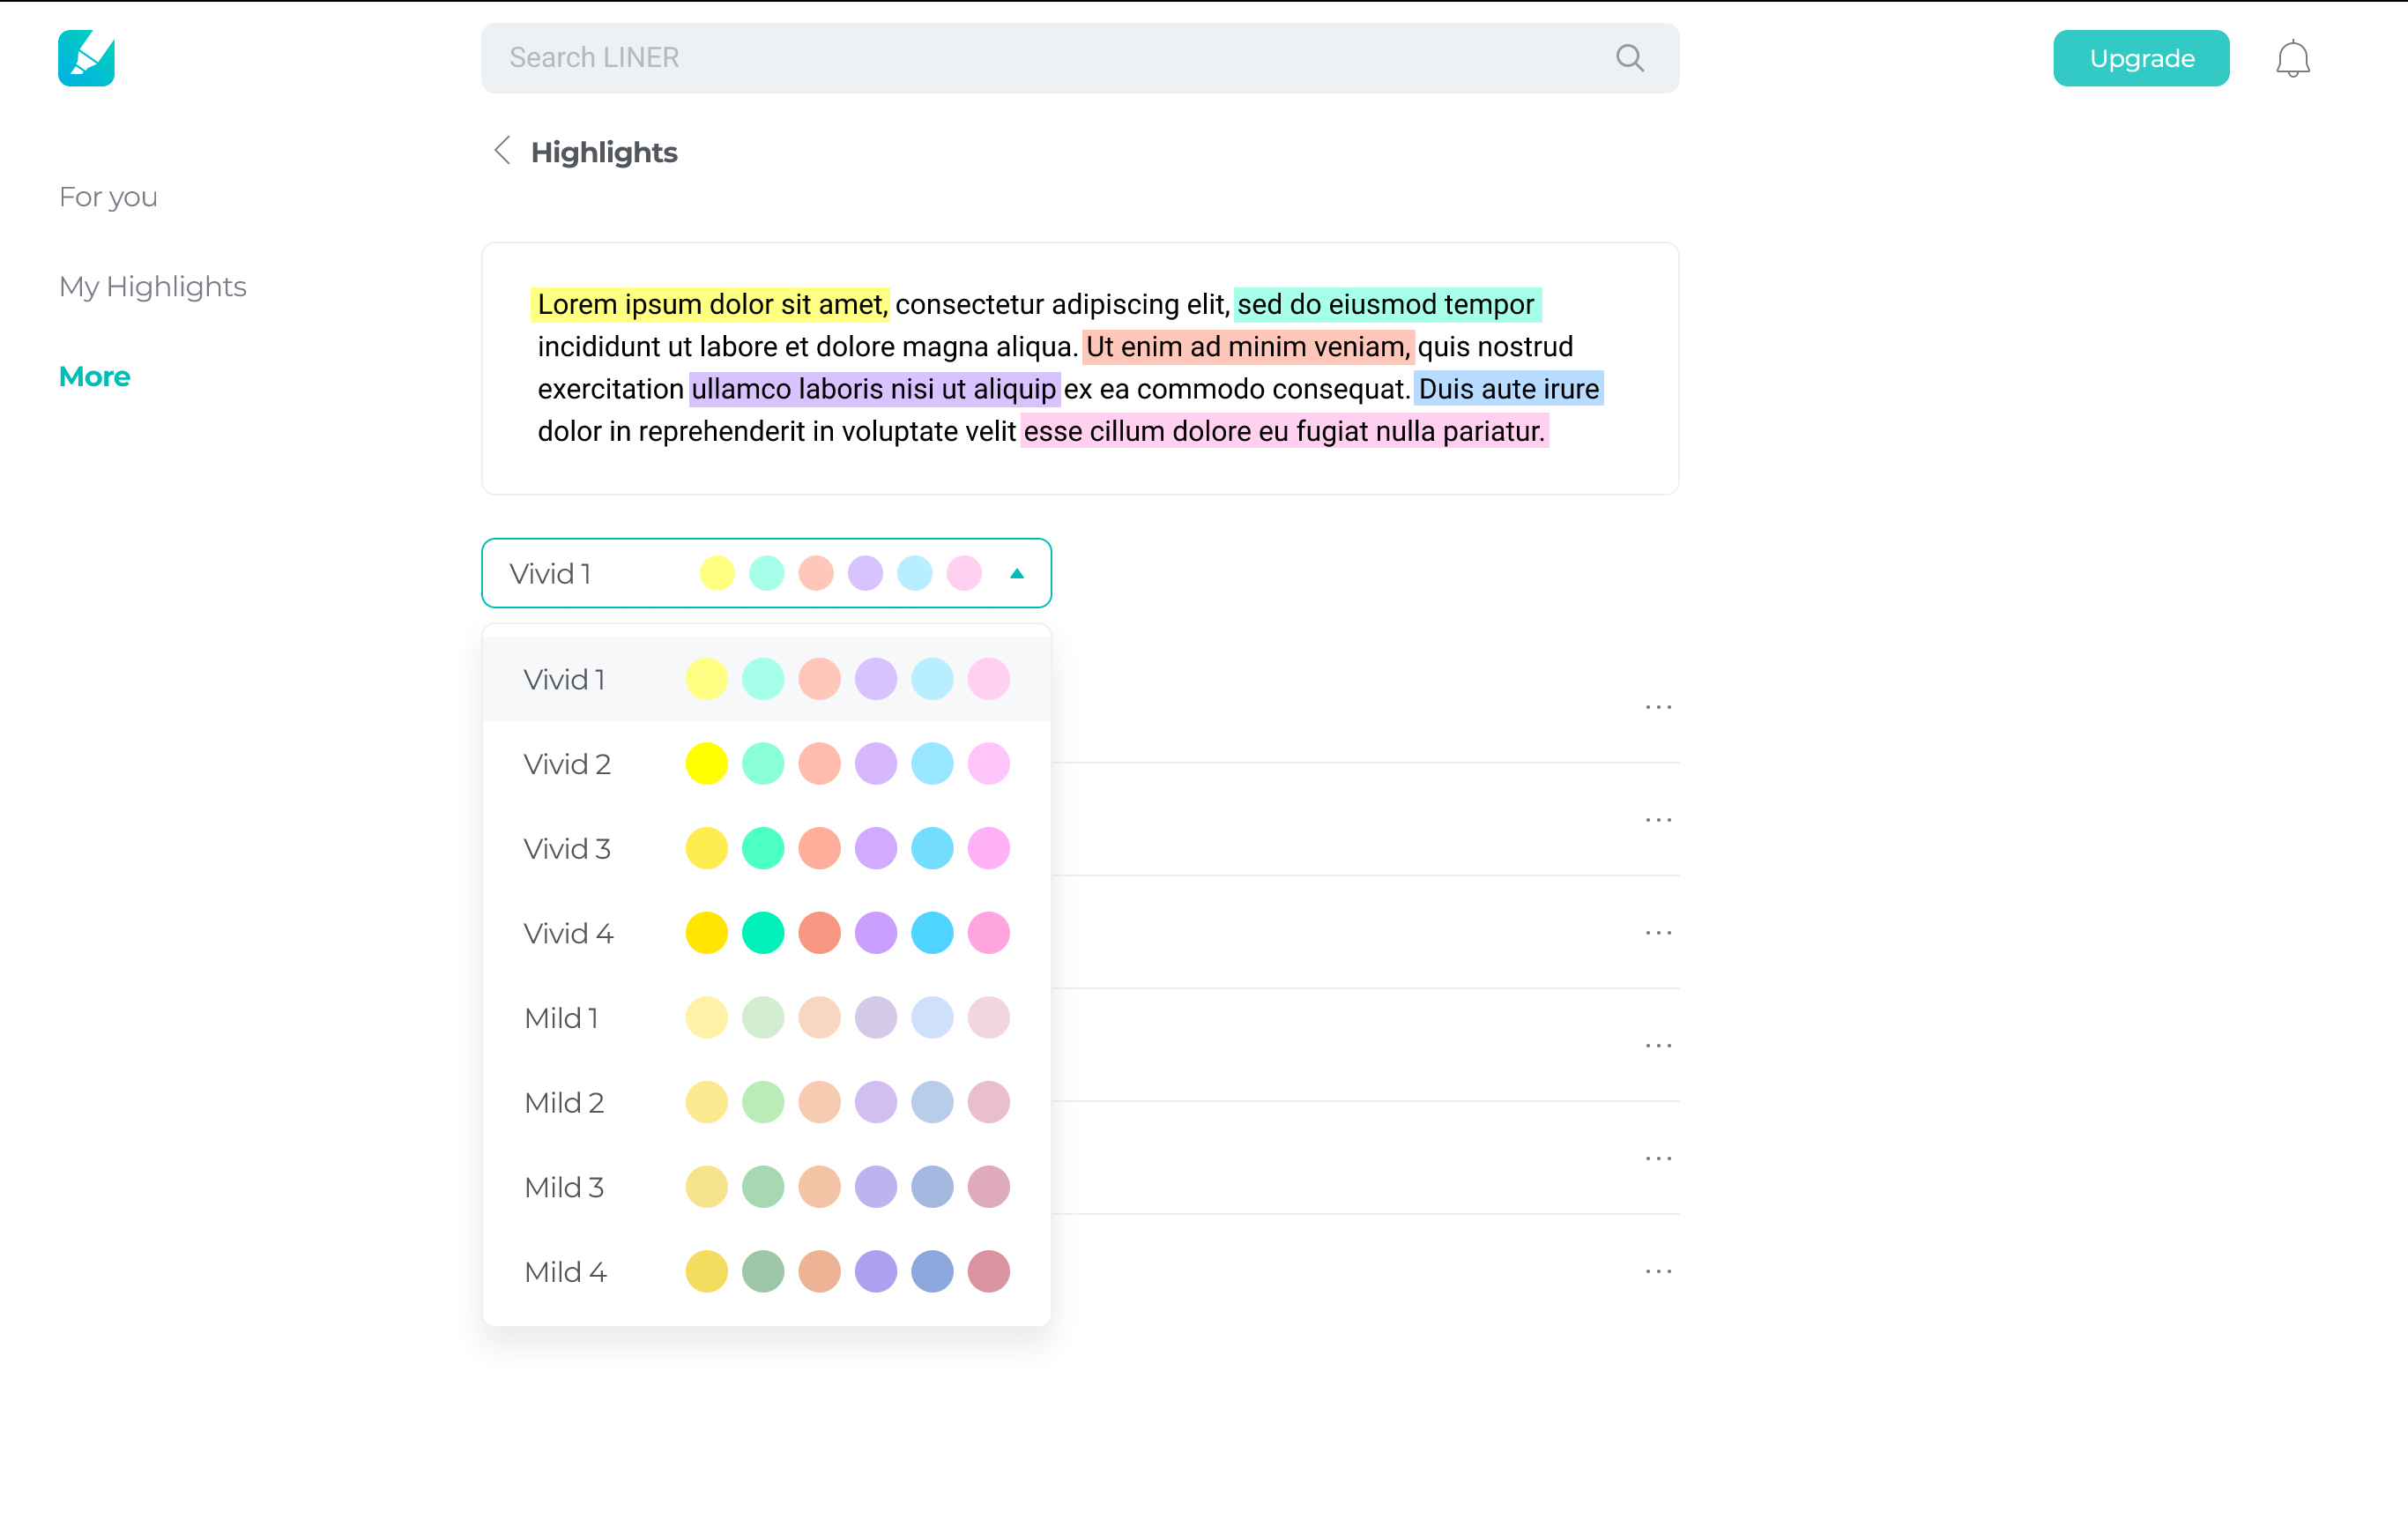 Search LINER
Upgrade
Highlights
For you
My Highlights
More
Lorem ipsum dolor sit amet, consectetur adipiscing elit, sed do eiusmod tempor
incididunt ut labore et dolore magna aliqua. Ut enim ad minim veniam, quis nostrud
exercitation ullamco laboris nisi ut aliquip ex ea commodo consequat. Duis aute irure
dolor in reprehenderit in voluptate velit esse cillum dolore eu fugiat nulla pariatur.
Vivid 1
Vivid 1
Vivid 2
Vivid 3
Vivid 4
Mild 1
Mild 2
Mild 3
Mild 4